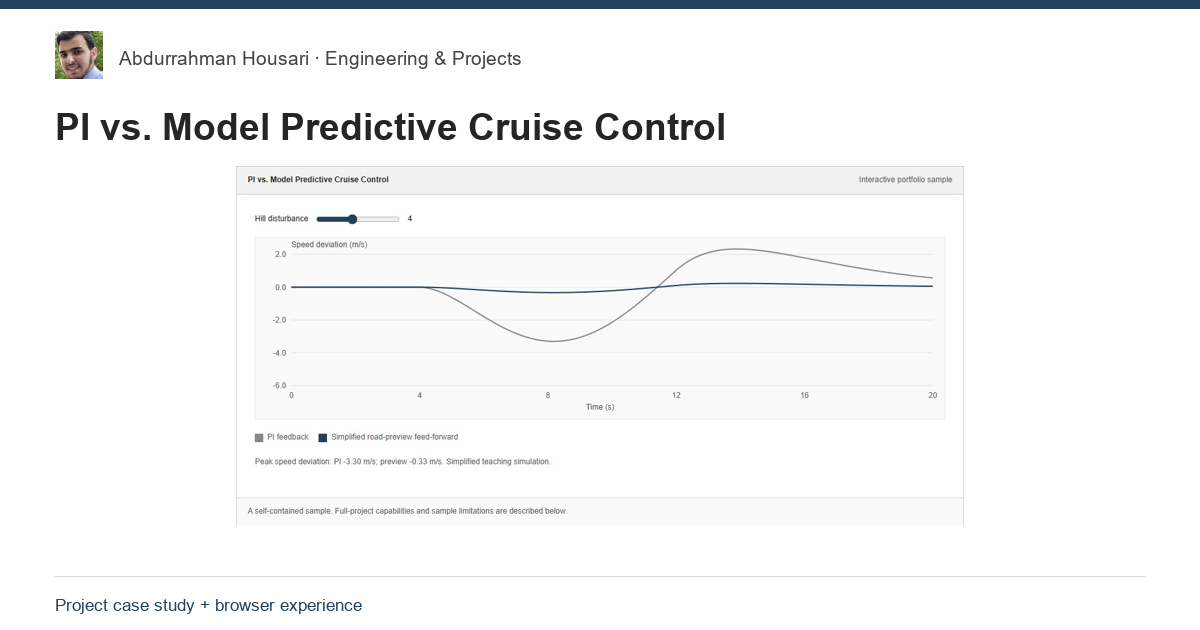 Abdurrahman Housari · Engineering & Projects
PI vs. Model Predictive Cruise Control
PI vs. Model Predictive Cruise Control Interactive portfolio sample
Hill disturbance 4
Speed deviation (m/s)
2.0
0.0
-2.0
-4.0
-6.0
0 4 8 12 16 20
Time (s)
PI feedback Simplified road-preview feed-forward
Peak speed deviation: PI -3.30 m/s; preview -0.33 m/s. Simplified teaching simulation.
A self-contained sample. Full-project capabilities and sample limitations are described below.
Project case study + browser experience